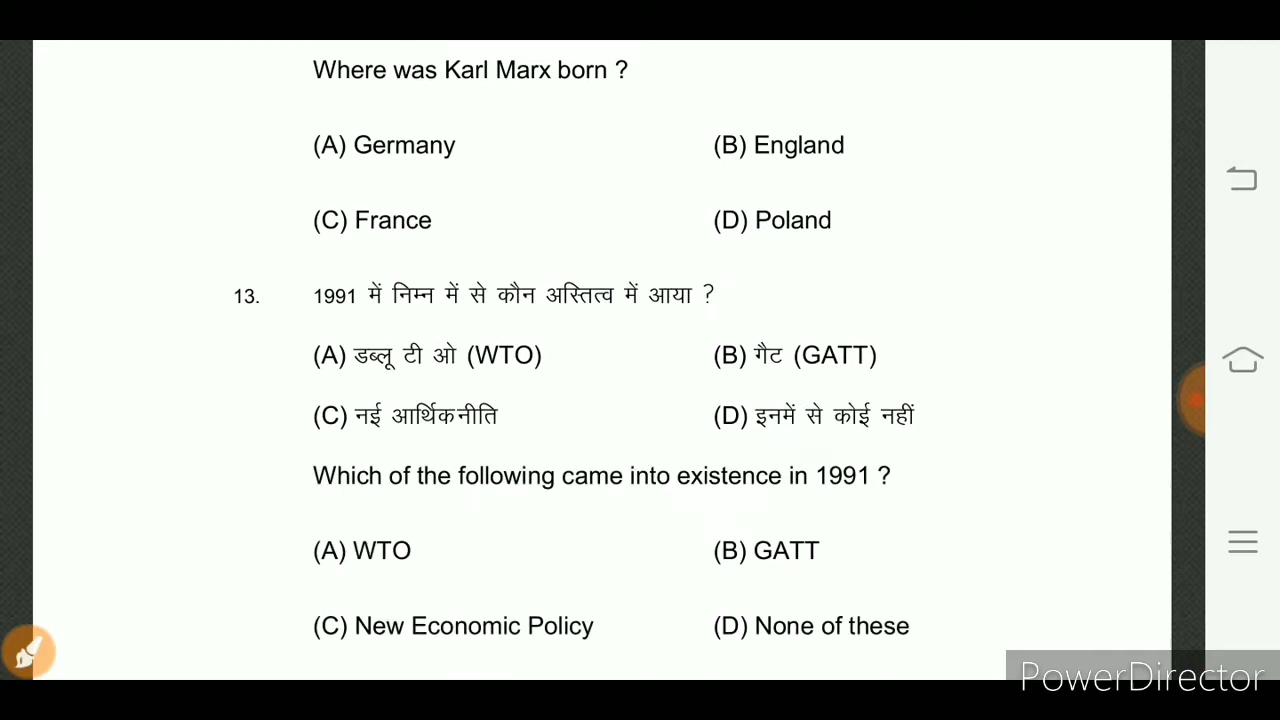 Where was Karl Marx born ?
(A) Germany (B) England
(C) France (D) Poland
13. 1991 में निम्न में से कौन अस्तित्व में आया ?
(A) डब्लू टी ओ (WTO) (B) गैट (GATT)
(C) नई आर्थिकनीति (D) इनमें से कोई नहीं
Which of the following came into existence in 1991 ?
(A) WTO (B) GATT
(C) New Economic Policy (D) None of these
PowerDirector